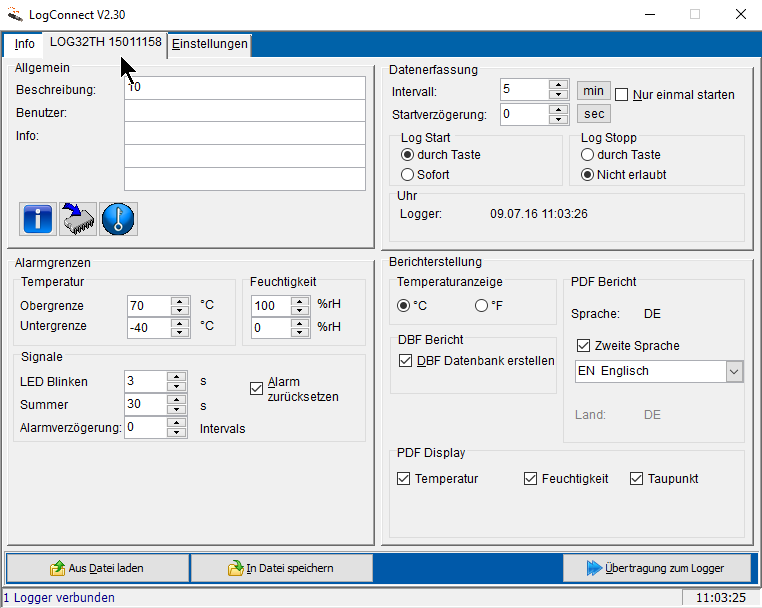 LogConnect V2.30
Info LOG32TH 15011158 Einstellungen
Allgemein
Beschreibung: 10
Benutzer:
Info:
Datenerfassung
Intervall: 5 min Nur einmal starten
Startverzögerung: 0 sec
Log Start
durch Taste
Sofort
Log Stopp
durch Taste
Nicht erlaubt
Uhr
Logger: 09.07.16 11:03:26
Alarmgrenzen
Temperatur
Obergrenze 70 °C
Untergrenze -40 °C
Feuchtigkeit
100 %rH
0 %rH
Signale
LED Blinken 3 s
Summer 30 s
Alarmverzögerung: 0 Intervals
Alarm
zurücksetzen
Berichterstellung
Temperaturanzeige
°C °F
DBF Bericht
DBF Datenbank erstellen
PDF Bericht
Sprache: DE
Zweite Sprache
EN Englisch
Land: DE
PDF Display
Temperatur Feuchtigkeit Taupunkt
Aus Datei laden In Datei speichern Übertragung zum Logger
1 Logger verbunden 11:03:25